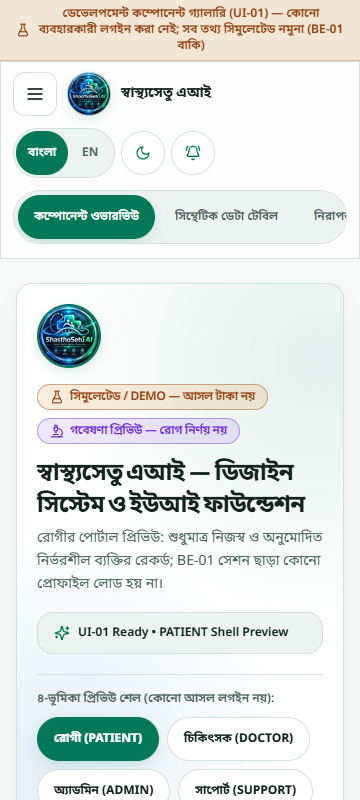 ডেভেলপমেন্ট কম্পোনেন্ট গ্যালারি (UI-01) — কোনো
ব্যবহারকারী লগইন করা নেই; সব তথ্য সিমুলেটেড নমুনা (BE-01
বাকি)
স্বাস্থ্যসেতু এআই
বাংলা
EN
কম্পোনেন্ট ওভারভিউ
সিন্থেটিক ডেটা টেবিল
ShasthoSetu AI
সিমুলেটেড / DEMO — আসল টাকা নয়
গবেষণা প্রিভিউ — রোগ নির্ণয় নয়
স্বাস্থ্যসেতু এআই — ডিজাইন
সিস্টেম ও ইউআই ফাউন্ডেশন
রোগীর পোর্টাল প্রিভিউ: শুধুমাত্র নিজস্ব ও অনুমোদিত
নির্ভরশীল ব্যক্তির রেকর্ড; BE-01 সেশন ছাড়া কোনো
প্রোফাইল লোড হয় না।
UI-01 Ready • PATIENT Shell Preview
৪-ভূমিকা প্রিভিউ শেল (কোনো আসল লগইন নয়):
রোগী (PATIENT)
চিকিৎসক (DOCTOR)
অ্যাডমিন (ADMIN)
সাপোর্ট (SUPPORT)